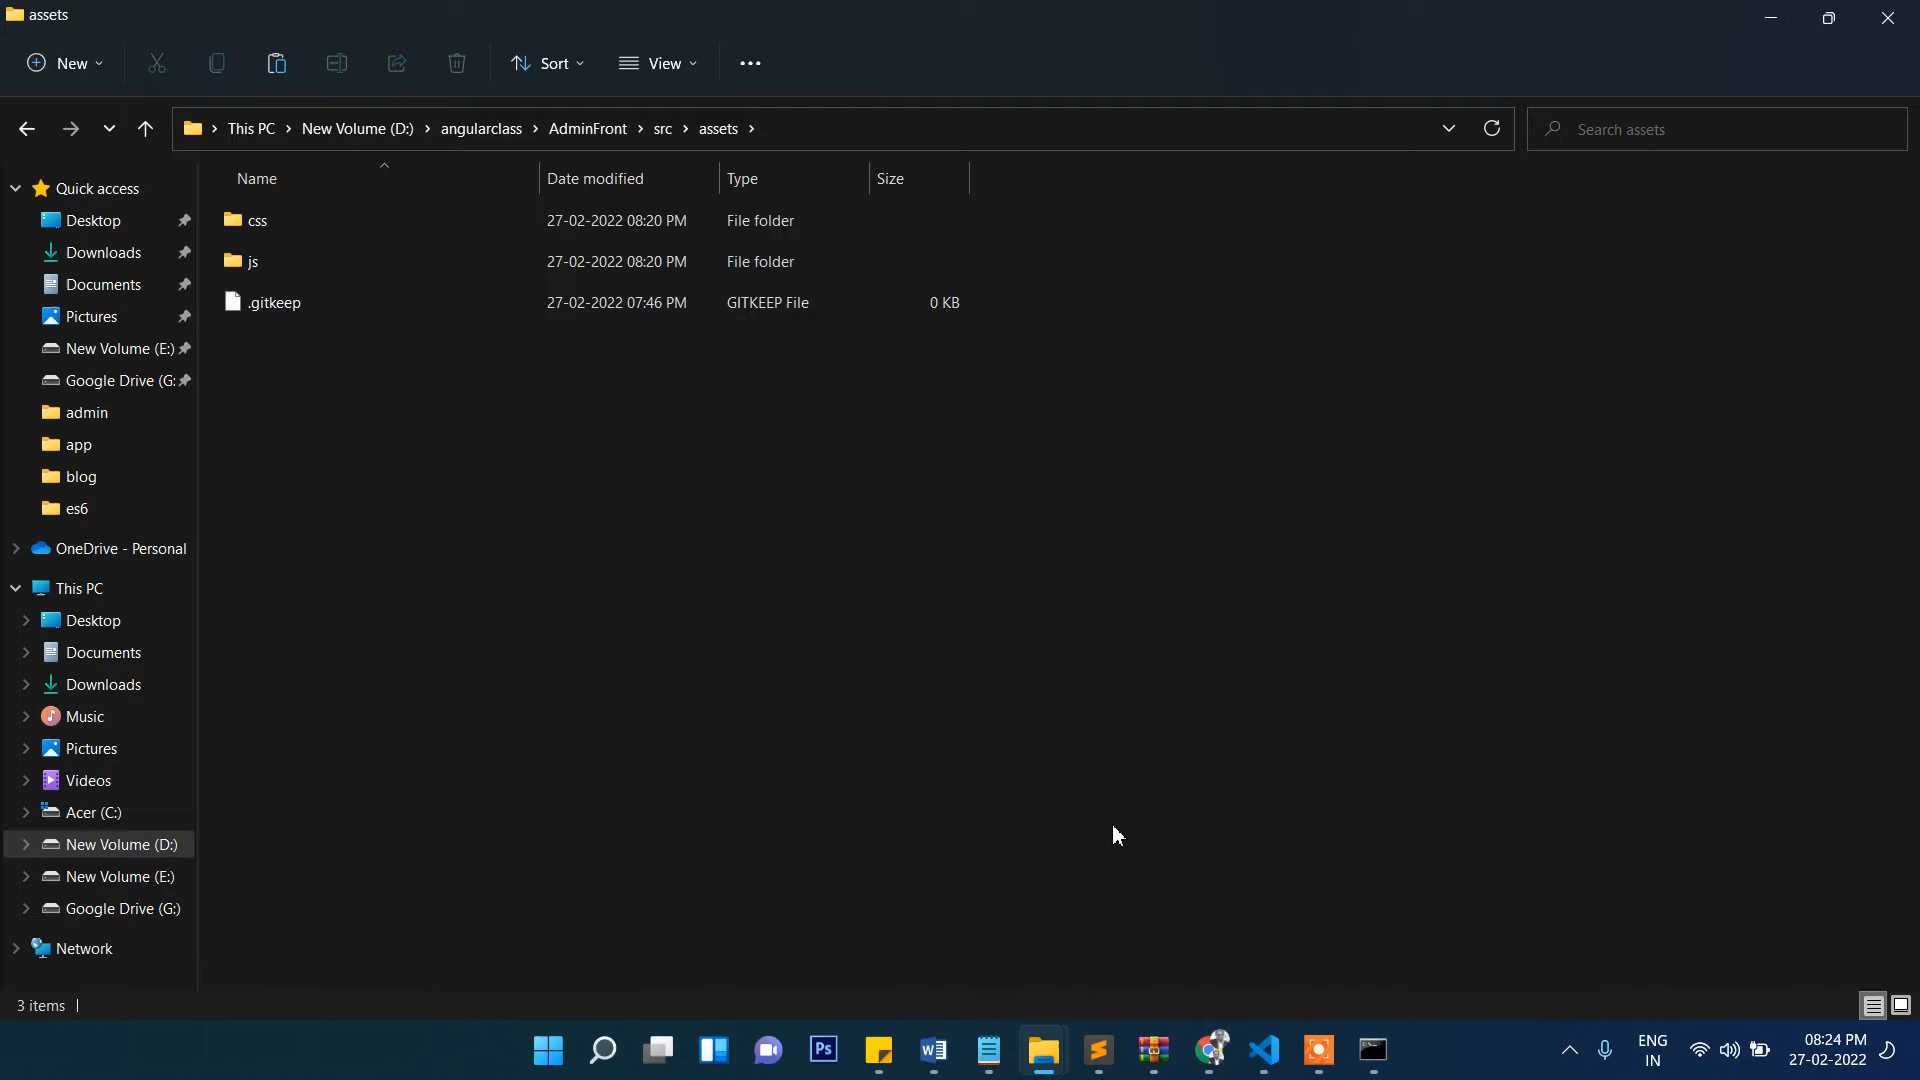 assets
New
Sort
View
This PC
New Volume (D:)
angularclass
AdminFront
src
assets
Search assets
Name
Date modified
Type
Size
css
27-02-2022 08:20 PM
File folder
js
27-02-2022 08:20 PM
File folder
.gitkeep
27-02-2022 07:46 PM
GITKEEP File
0 KB
Quick access
Desktop
Downloads
Documents
Pictures
New Volume (E:)
Google Drive (G:
admin
app
blog
es6
OneDrive - Personal
This PC
Desktop
Documents
Downloads
Music
Pictures
Videos
Acer (C:)
New Volume (D:)
New Volume (E:)
Google Drive (G:)
Network
3 items
Ps
ENG
IN
08:24 PM
27-02-2022